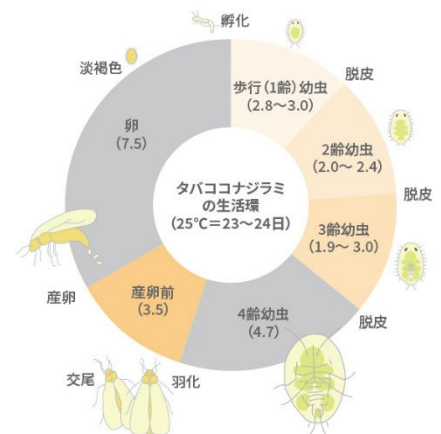 孵化
淡褐色
脱皮
歩行(1齢)幼虫
(2.8〜3.0)
卵
(7.5)
2齢幼虫
(2.0〜 2.4)
タバココナジラミ
の生活環
(25℃=23〜24日)
脱皮
3齢幼虫
(1.9〜 3.0)
産卵
産卵前
(3.5)
4齢幼虫
(4.7)
脱皮
交尾
羽化